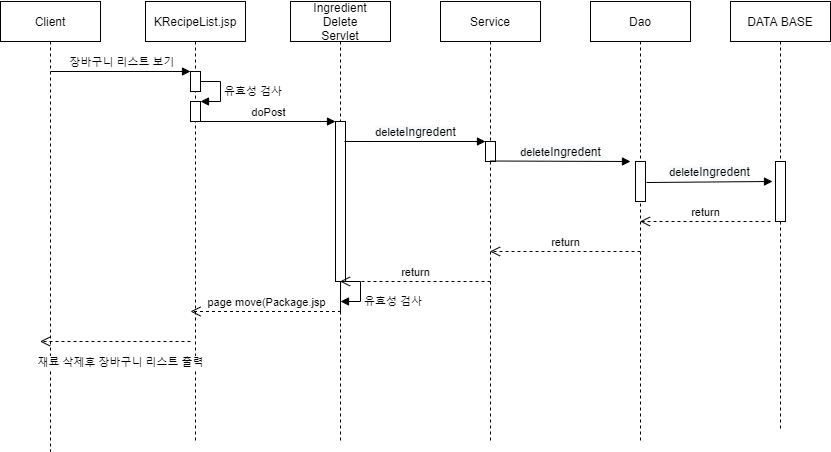 Client
KRecipeList.jsp
Ingredient
Delete
Servlet
Service
Dao
DATA BASE
장바구니 리스트 보기
유효성 검사
doPost
deleteIngredent
deleteIngredent
deleteIngredent
return
return
return
유효성 검사
page move(Package.jsp
재료 삭제후 장바구니 리스트 출력